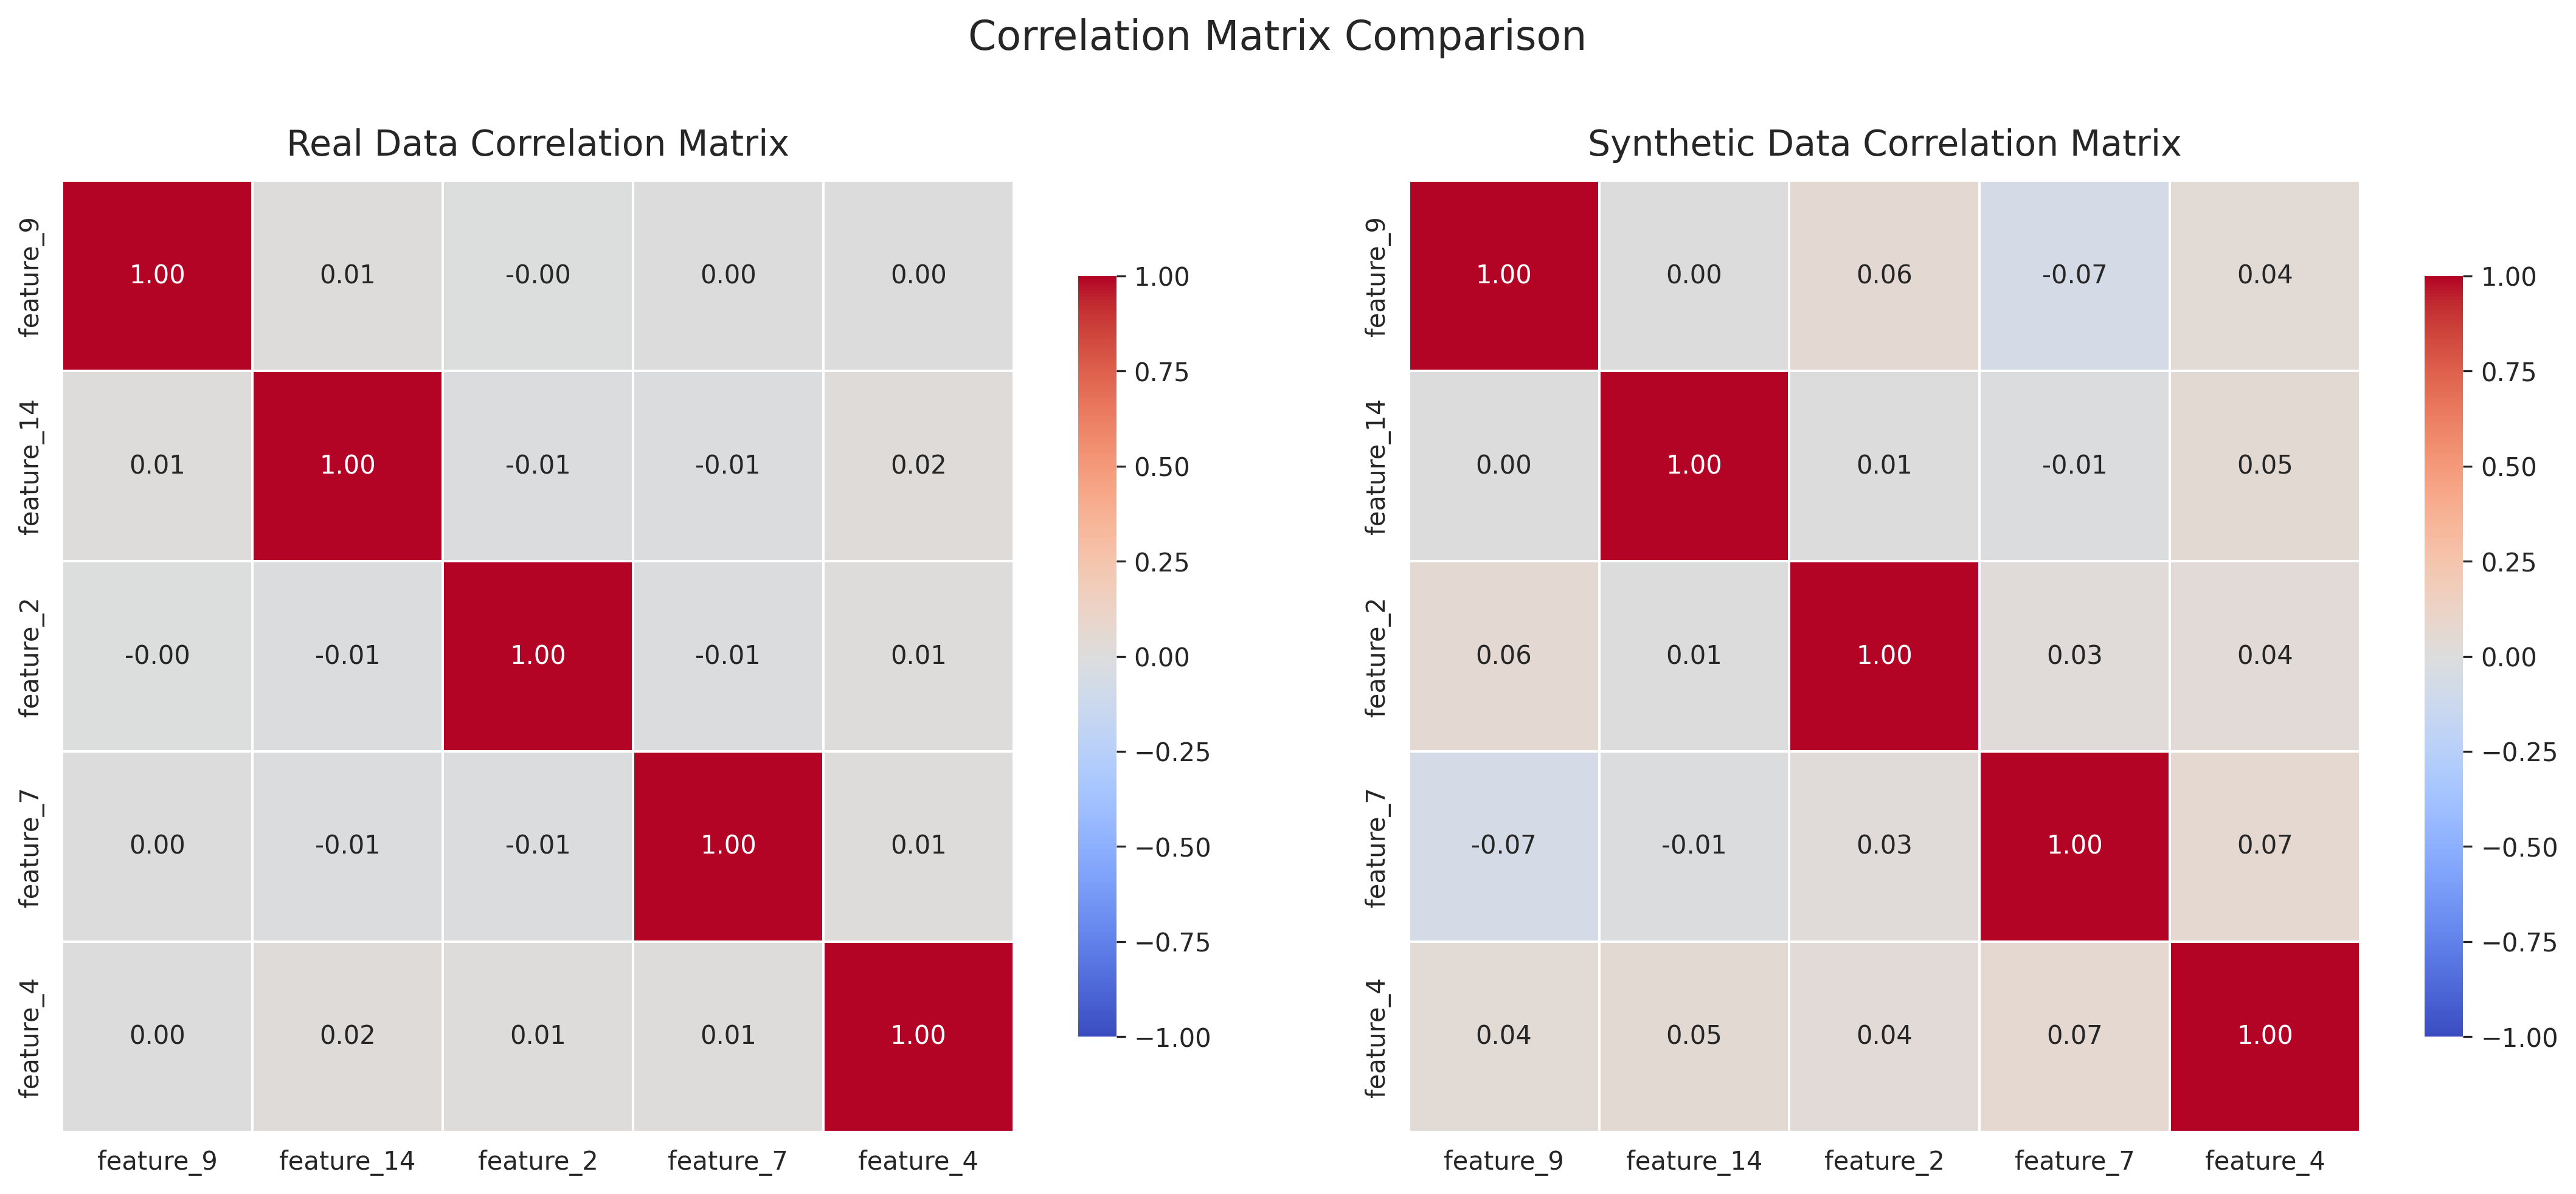 Correlation Matrix Comparison
Real Data Correlation Matrix
feature_9
1.00 0.01 -0.00 0.00 0.00
feature_14
0.01 1.00 -0.01 -0.01 0.02
feature_2
-0.00 -0.01 1.00 -0.01 0.01
feature_7
0.00 -0.01 -0.01 1.00 0.01
feature_4
0.00 0.02 0.01 0.01 1.00
feature_9 feature_14 feature_2 feature_7 feature_4
1.00
0.75
0.50
0.25
0.00
−0.25
−0.50
−0.75
−1.00
Synthetic Data Correlation Matrix
feature_9
1.00 0.00 0.06 -0.07 0.04
feature_14
0.00 1.00 0.01 -0.01 0.05
feature_2
0.06 0.01 1.00 0.03 0.04
feature_7
-0.07 -0.01 0.03 1.00 0.07
feature_4
0.04 0.05 0.04 0.07 1.00
feature_9 feature_14 feature_2 feature_7 feature_4
1.00
0.75
0.50
0.25
0.00
−0.25
−0.50
−0.75
−1.00